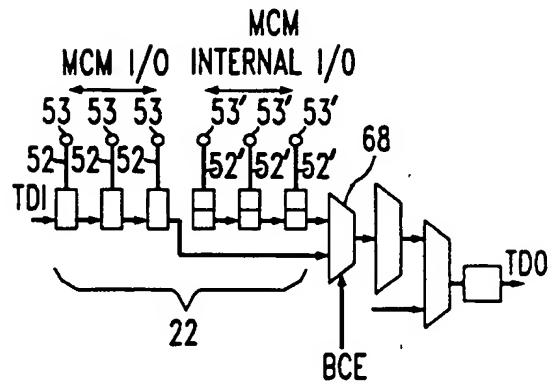 MCM
MCM I/O INTERNAL I/O
53 53 53 53' 53' 53'
68
52 52 52 52' 52' 52'
TDI
TDO
22
BCE